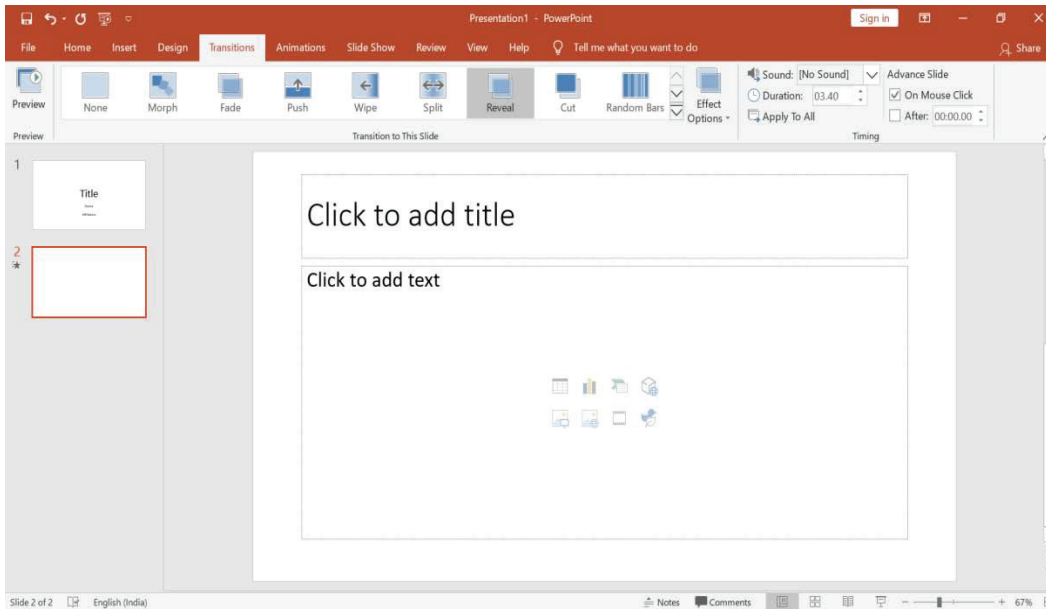 Presentation1 - PowerPoint
Sign in
File Home Insert Design Transitions Animations Slide Show Review View Help Tell me what you want to do Share
Preview
None Morph Fade Push Wipe Split Reveal Cut Random Bars
Effect
Options
Sound: [No Sound]
Duration: 03.40
Apply To All
Advance Slide
On Mouse Click
After: 00:00.00
Preview Transition to This Slide Timing
1
Title
2
Click to add title
Click to add text
Slide 2 of 2 English (India) Notes Comments 67%